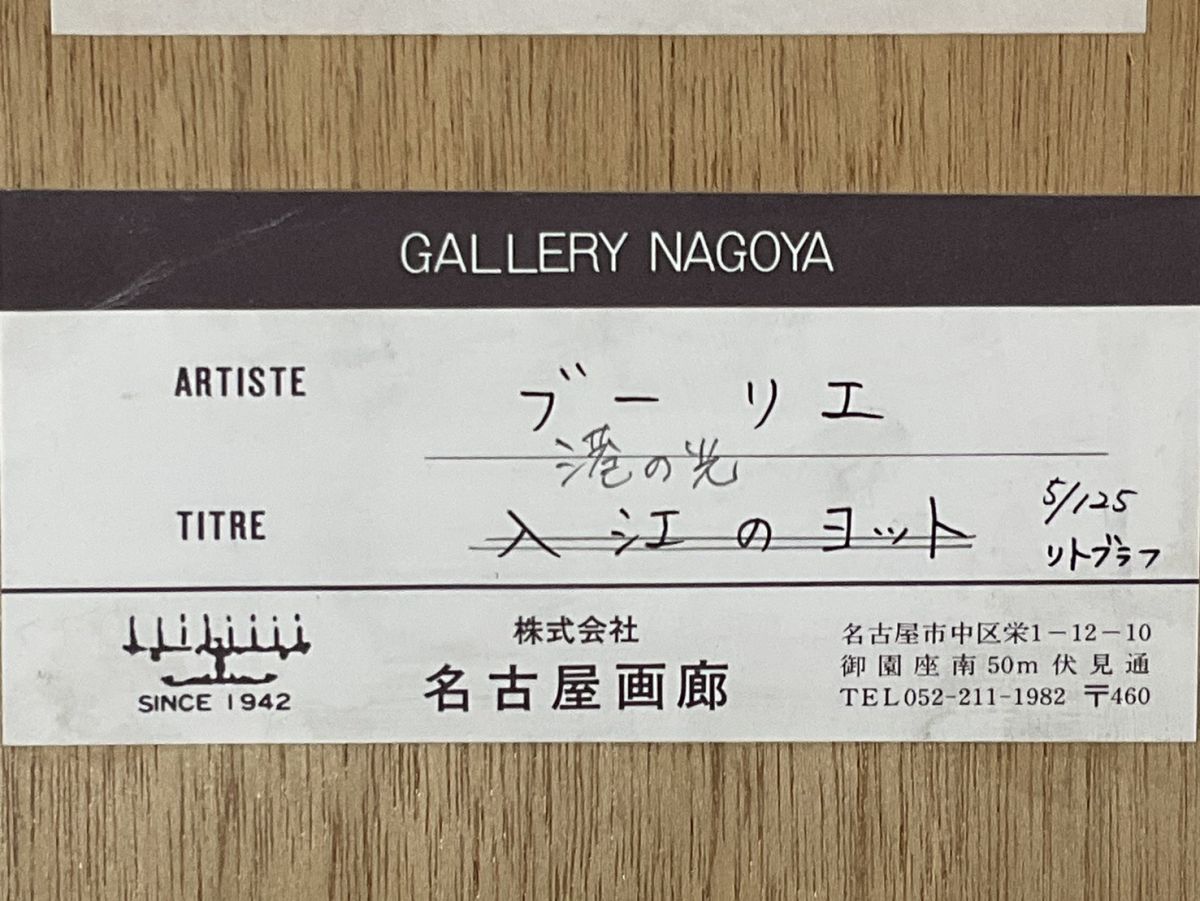 GALLERY NAGOYA
ARTISTE ブーリエ
港の光
TITRE 入江のヨット
5/125
リトグラフ
SINCE 1942
株式会社
名古屋画廊
名古屋市中区栄1-12-10
御園座南50m伏見通
TEL052-211-1982 〒460